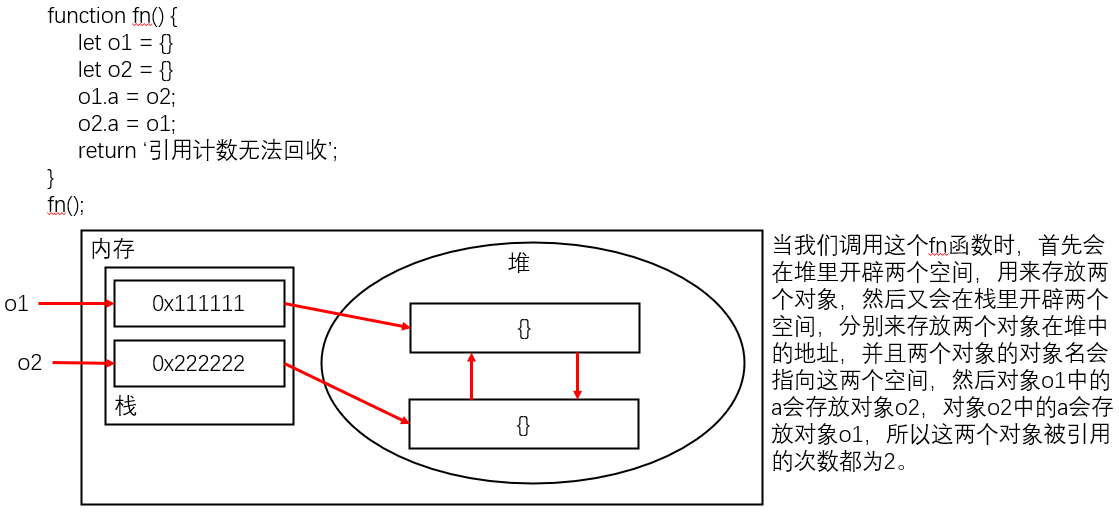 function fn() {
let o1 = {}
let o2 = {}
o1.a = o2;
o2.a = o1;
return ‘引用计数无法回收’;
}
fn();
内存
堆
o1
0x111111
{}
o2
0x222222
栈
{}
当我们调用这个fn函数时，首先会
在堆里开辟两个空间，用来存放两
个对象，然后又会在栈里开辟两个
空间，分别来存放两个对象在堆中
的地址，并且两个对象的对象名会
指向这两个空间，然后对象o1中的
a会存放对象o2，对象o2中的a会存
放对象o1，所以这两个对象被引用
的次数都为2。